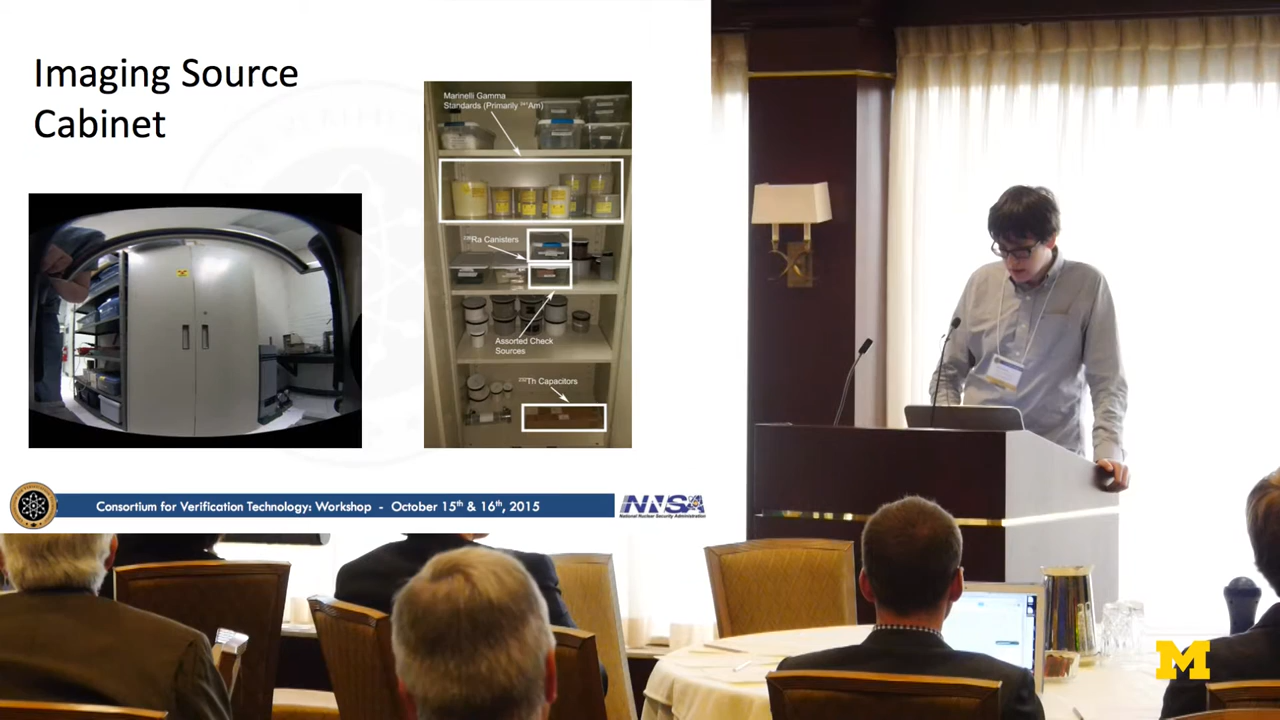 Imaging Source
Cabinet
Marinelli Gamma
Standards (Primarily ²⁴¹Am)
²²⁶Ra Canisters
Assorted Check
Sources
²³²Th Capacitors
Consortium for Verification Technology: Workshop - October 15th & 16th, 2015
NNSA
National Nuclear Security Administration
M